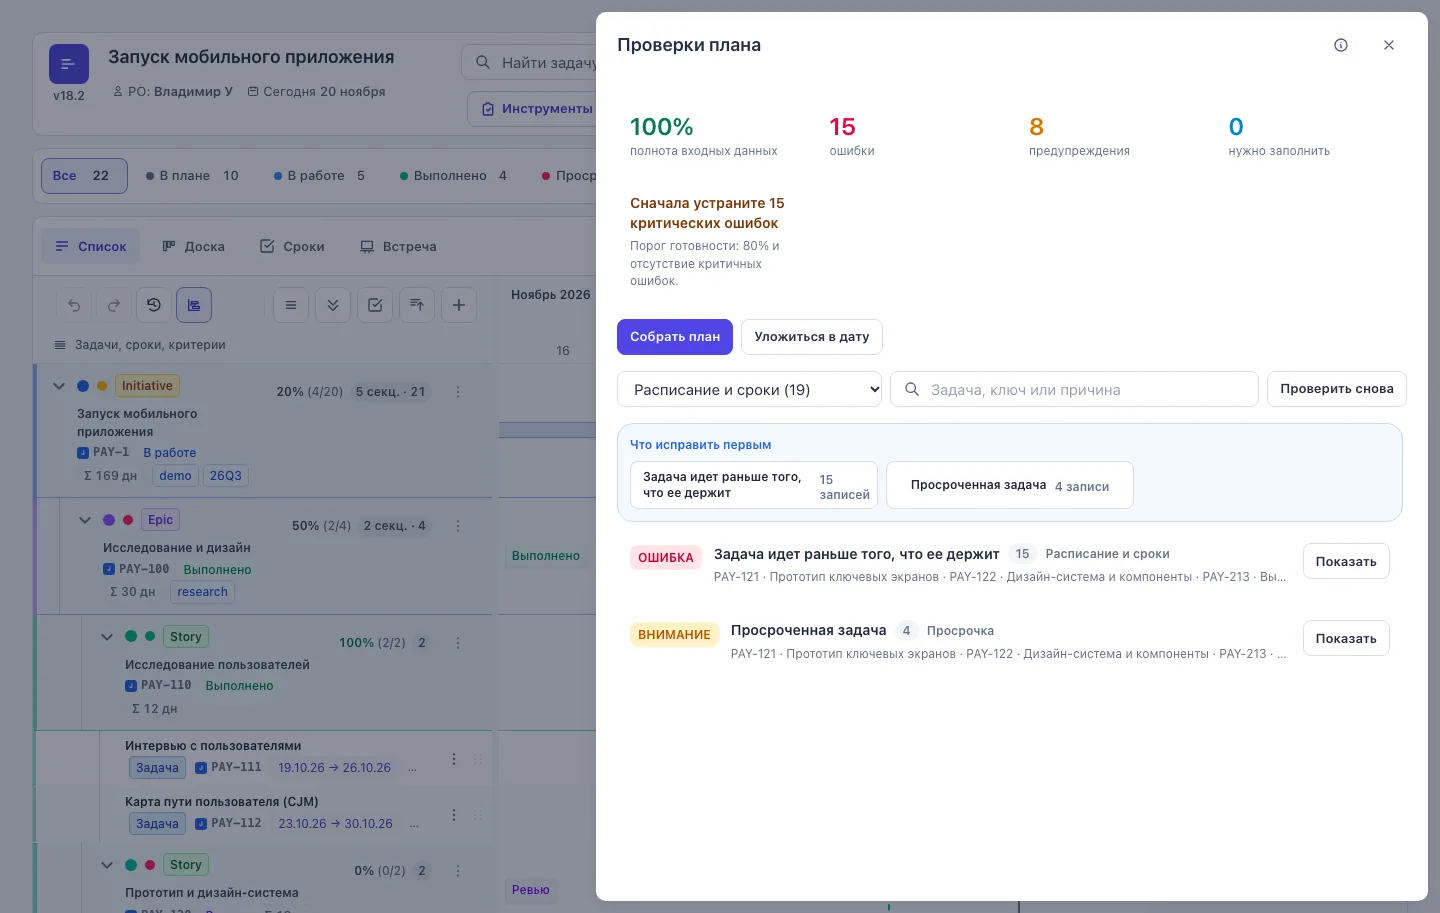 Запуск мобильного приложения
v18.2
PO: Владимир У
Сегодня 20 ноября
Найти задачу
Инструменты
Все 22
В плане 10
В работе 5
Выполнено 4
Список
Доска
Сроки
Встреча
Ноябрь 2026
Задачи, сроки, критерии
16
Initiative
20% (4/20)
5 секц. · 21
Запуск мобильного
приложения
PAY-1
В работе
Σ 169 дн
demo
26Q3
Epic
50% (2/4)
2 секц. · 4
Исследование и дизайн
PAY-100
Выполнено
Σ 30 дн
research
Выполнено
Story
100% (2/2)
2
Исследование пользователей
PAY-110
Выполнено
Σ 12 дн
Интервью с пользователями
Задача
PAY-111
19.10.26 → 26.10.26
...
Карта пути пользователя (CJM)
Задача
PAY-112
23.10.26 → 30.10.26
...
Story
0% (0/2)
2
Прототип и дизайн-система
Ревью
Проверки плана
100%
полнота входных данных
15
ошибки
8
предупреждения
0
нужно заполнить
Сначала устраните 15
критических ошибок
Порог готовности: 80% и
отсутствие критичных
ошибок.
Собрать план
Уложиться в дату
Расписание и сроки (19)
Задача, ключ или причина
Проверить снова
Что исправить первым
Задача идет раньше того,
что ее держит
15
записей
Просроченная задача
4 записи
ОШИБКА
Задача идет раньше того, что ее держит 15 Расписание и сроки
PAY-121 · Прототип ключевых экранов · PAY-122 · Дизайн-система и компоненты · PAY-213 · Вы...
Показать
ВНИМАНИЕ
Просроченная задача 4 Просрочка
PAY-121 · Прототип ключевых экранов · PAY-122 · Дизайн-система и компоненты · PAY-213 · ...
Показать